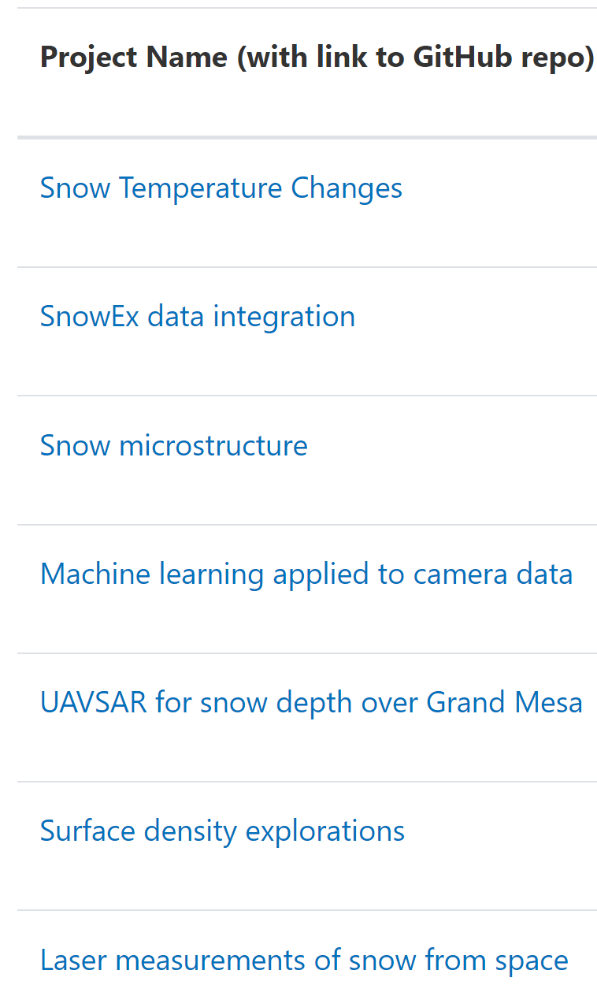 Project Name (with link to GitHub repo)
Snow Temperature Changes
SnowEx data integration
Snow microstructure
Machine learning applied to camera data
UAVSAR for snow depth over Grand Mesa
Surface density explorations
Laser measurements of snow from space